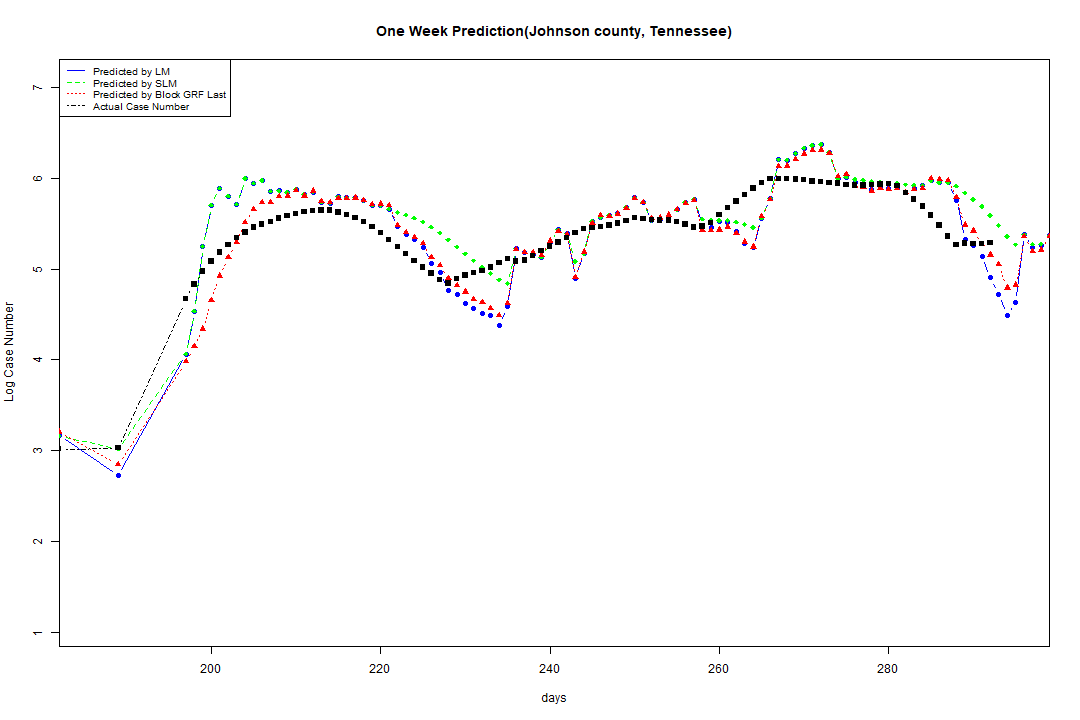 One Week Prediction(Johnson county, Tennessee)
Predicted by LM
Predicted by SLM
Predicted by Block GRF Last
Actual Case Number
Log Case Number
7
6
5
4
3
2
1
200 220 240 260 280
days